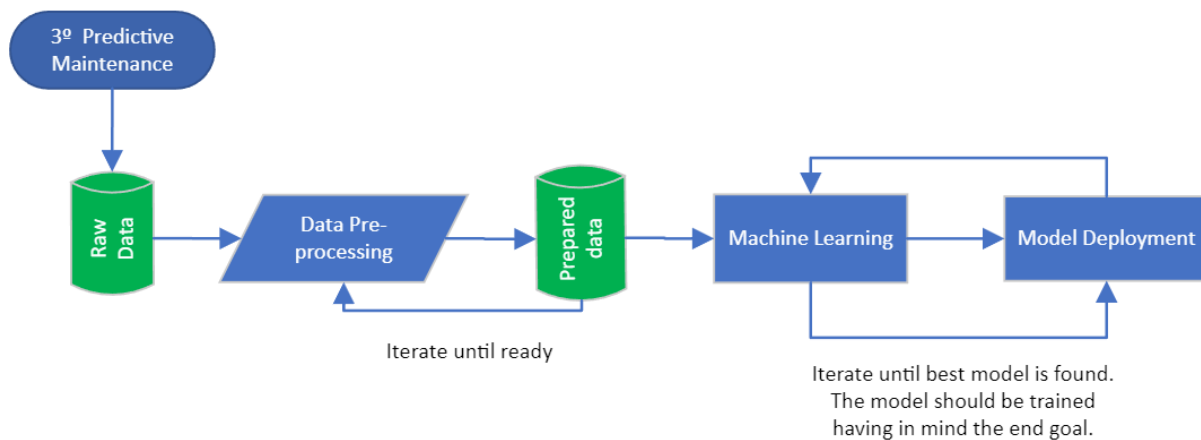 3º Predictive
Maintenance
Raw
Data
Data Pre-
processing
Prepared
data
Machine Learning
Model Deployment
Iterate until ready
Iterate until best model is found.
The model should be trained
having in mind the end goal.